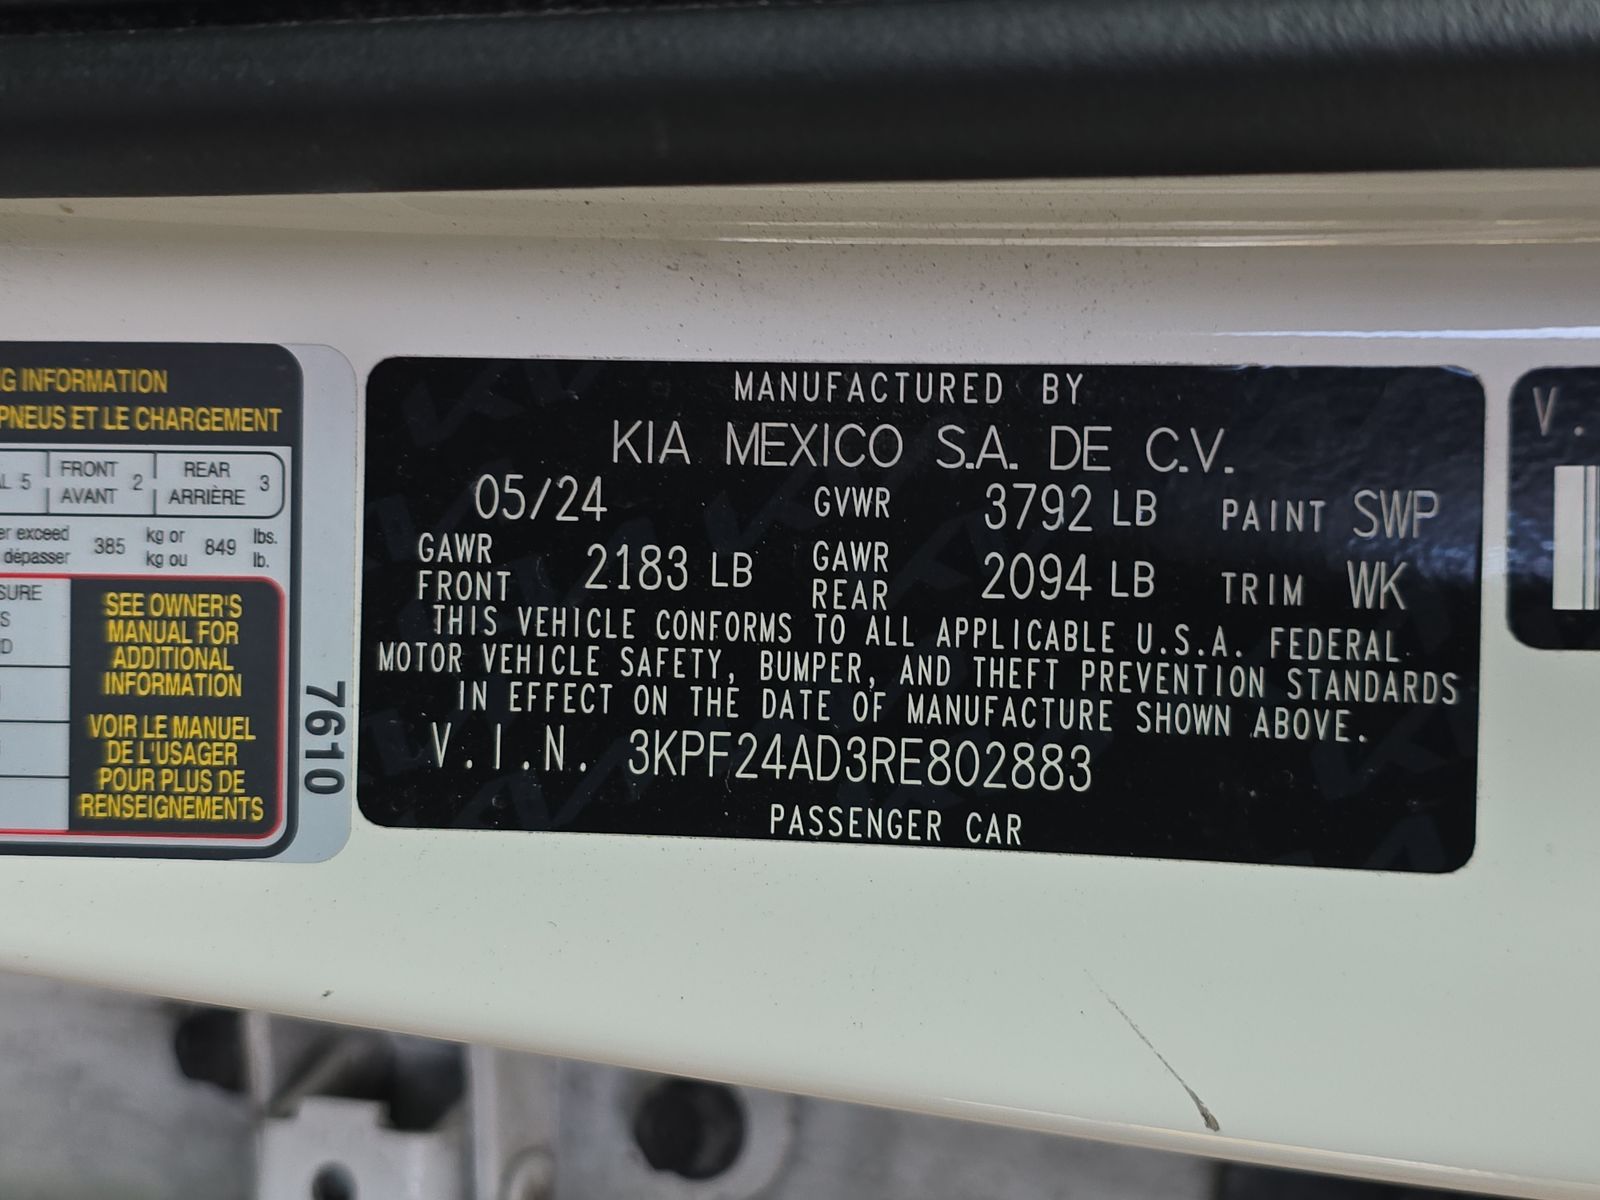 G INFORMATION
PNEUS ET LE CHARGEMENT
L 5 FRONT AVANT 2 REAR ARRIÈRE 3
er exceed dépasser 385 kg or kg ou 849 lbs. lb.
SURE
S
D
SEE OWNER'S
MANUAL FOR
ADDITIONAL
INFORMATION
VOIR LE MANUEL
DE L'USAGER
POUR PLUS DE
RENSEIGNEMENTS
7610
MANUFACTURED BY
KIA MEXICO S.A. DE C.V.
05/24 GVWR 3792 LB PAINT SWP
GAWR FRONT 2183 LB GAWR REAR 2094 LB TRIM WK
THIS VEHICLE CONFORMS TO ALL APPLICABLE U.S.A. FEDERAL
MOTOR VEHICLE SAFETY, BUMPER, AND THEFT PREVENTION STANDARDS
IN EFFECT ON THE DATE OF MANUFACTURE SHOWN ABOVE.
V.I.N. 3KPF24AD3RE802883
PASSENGER CAR
V.